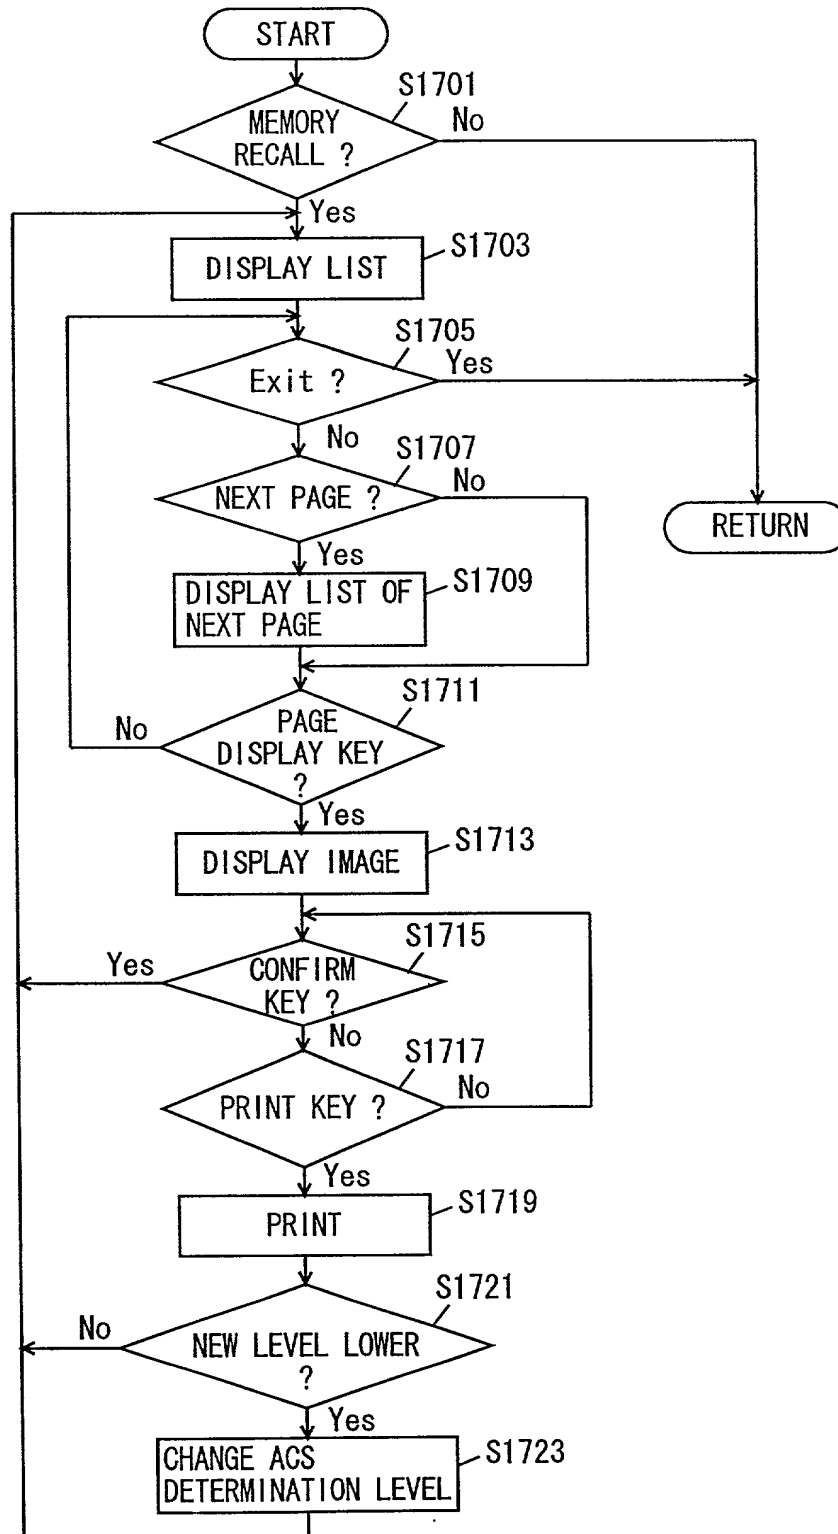 START
S1701
MEMORY
RECALL ?
No
Yes
S1703
DISPLAY LIST
S1705
Exit ?
Yes
No
S1707
NEXT PAGE ?
No
Yes
S1709
DISPLAY LIST OF
NEXT PAGE
RETURN
S1711
No
PAGE
DISPLAY KEY
?
Yes
S1713
DISPLAY IMAGE
S1715
Yes
CONFIRM
KEY ?
No
S1717
PRINT KEY ?
No
Yes
S1719
PRINT
S1721
No
NEW LEVEL LOWER
?
Yes
S1723
CHANGE ACS
DETERMINATION LEVEL